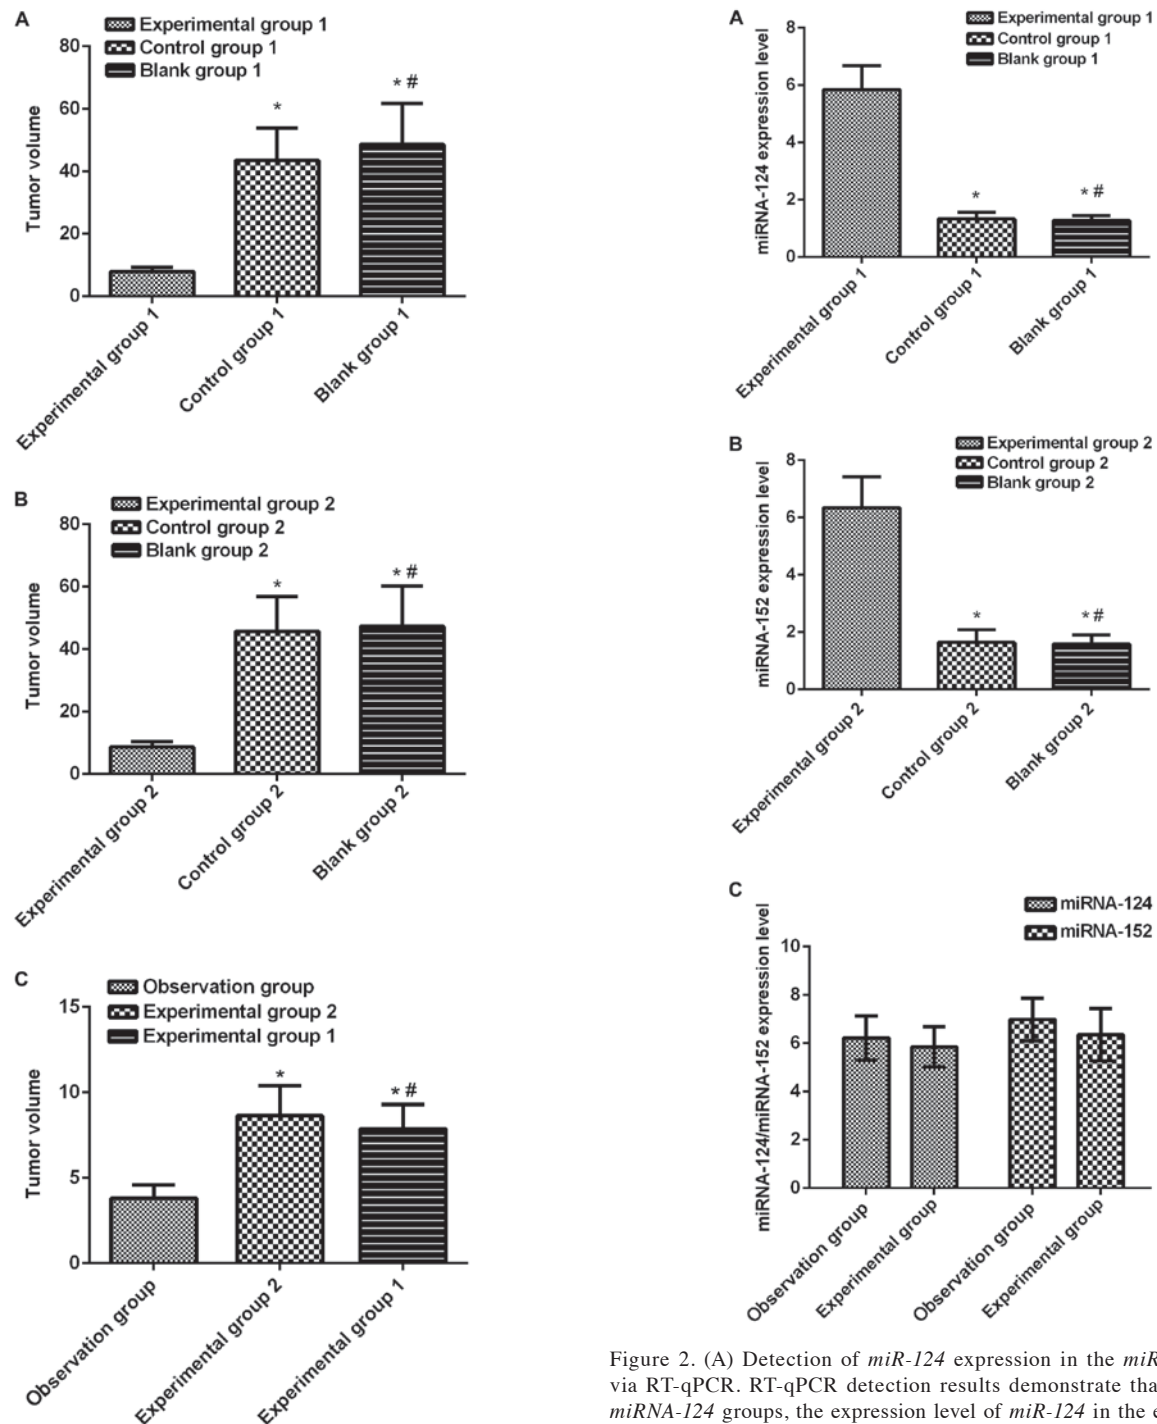 A
Experimental group 1
Control group 1
Blank group 1
Tumor volume
80
60
40
20
0
*
* #
Experimental group 1
Control group 1
Blank group 1
B
Experimental group 2
Control group 2
Blank group 2
Tumor volume
80
60
40
20
0
*
* #
Experimental group 2
Control group 2
Blank group 2
C
Observation group
Experimental group 2
Experimental group 1
Tumor volume
15
10
5
0
*
* #
Observation group
Experimental group 2
Experimental group 1
A
Experimental group 1
Control group 1
Blank group 1
miRNA-124 expression level
8
6
4
2
0
*
* #
Experimental group 1
Control group 1
Blank group 1
B
Experimental group 2
Control group 2
Blank group 2
miRNA-152 expression level
8
6
4
2
0
*
* #
Experimental group 2
Control group 2
Blank group 2
C
miRNA-124
miRNA-152
miRNA-124/miRNA-152 expression level
10
8
6
4
2
0
Observation group
Experimental group
Observation group
Experimental group
Figure 2. (A) Detection of miR-124 expression in the miR
via RT-qPCR. RT-qPCR detection results demonstrate tha
miRNA-124 groups, the expression level of miR-124 in the e